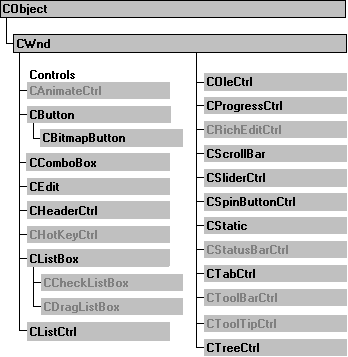 CObject
CWnd
Controls
CAnimateCtrl
CButton
CBitmapButton
CComboBox
CEdit
CHeaderCtrl
CHotKeyCtrl
CListBox
CCheckListBox
CDragListBox
CListCtrl
COleCtrl
CProgressCtrl
CRichEditCtrl
CScrollBar
CSliderCtrl
CSpinButtonCtrl
CStatic
CStatusBarCtrl
CTabCtrl
CToolBarCtrl
CToolTipCtrl
CTreeCtrl